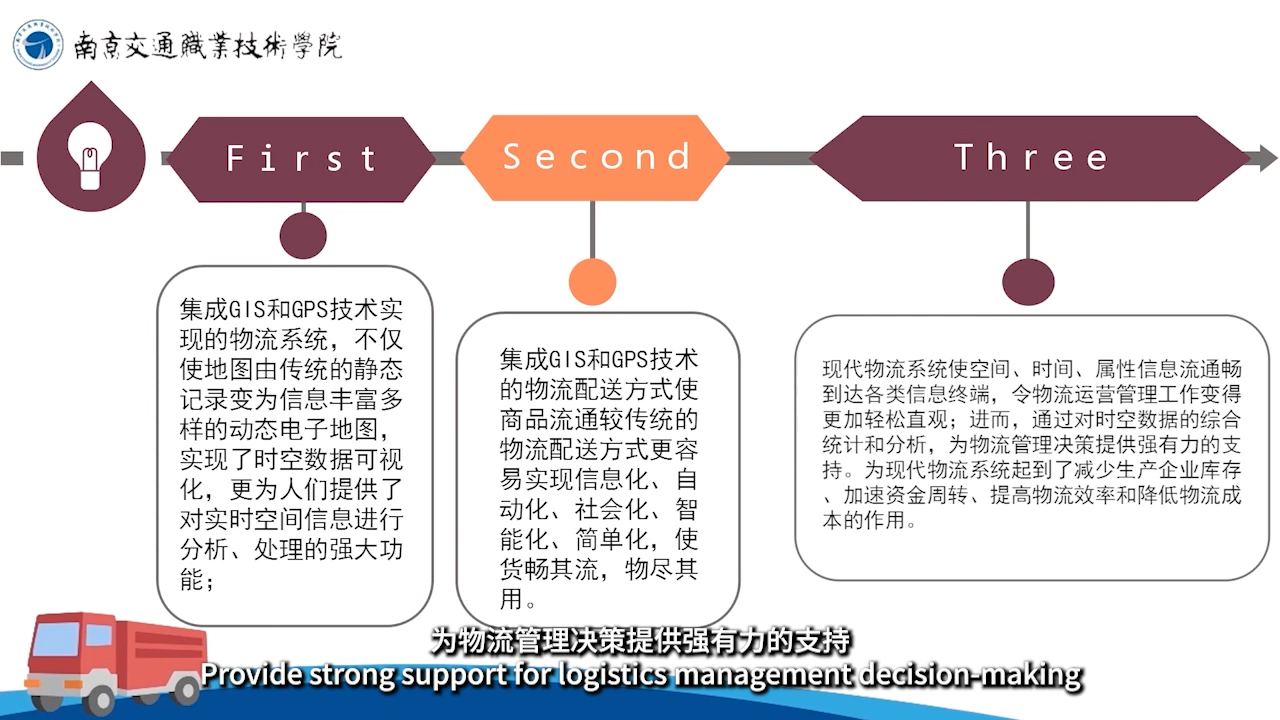 南京交通職業技術學院
First
Second
Three
集成GIS和GPS技术实
现的物流系统，不仅
使地图由传统的静态
记录变为信息丰富多
样的动态电子地图，
实现了时空数据可视
化，更为人们提供了
对实时空间信息进行
分析、处理的强大功
能；
集成GIS和GPS技术
的物流配送方式使
商品流通较传统的
物流配送方式更容
易实现信息化、自
动化、社会化、智
能化、简单化，使
货畅其流，物尽其
用。
现代物流系统使空间、时间、属性信息流通畅
到达各类信息终端，令物流运营管理工作变得
更加轻松直观；进而，通过对时空数据的综合
统计和分析，为物流管理决策提供强有力的支
持。为现代物流系统起到了减少生产企业库存
、加速资金周转、提高物流效率和降低物流成
本的作用。
为物流管理决策提供强有力的支持
Provide strong support for logistics management decision-making